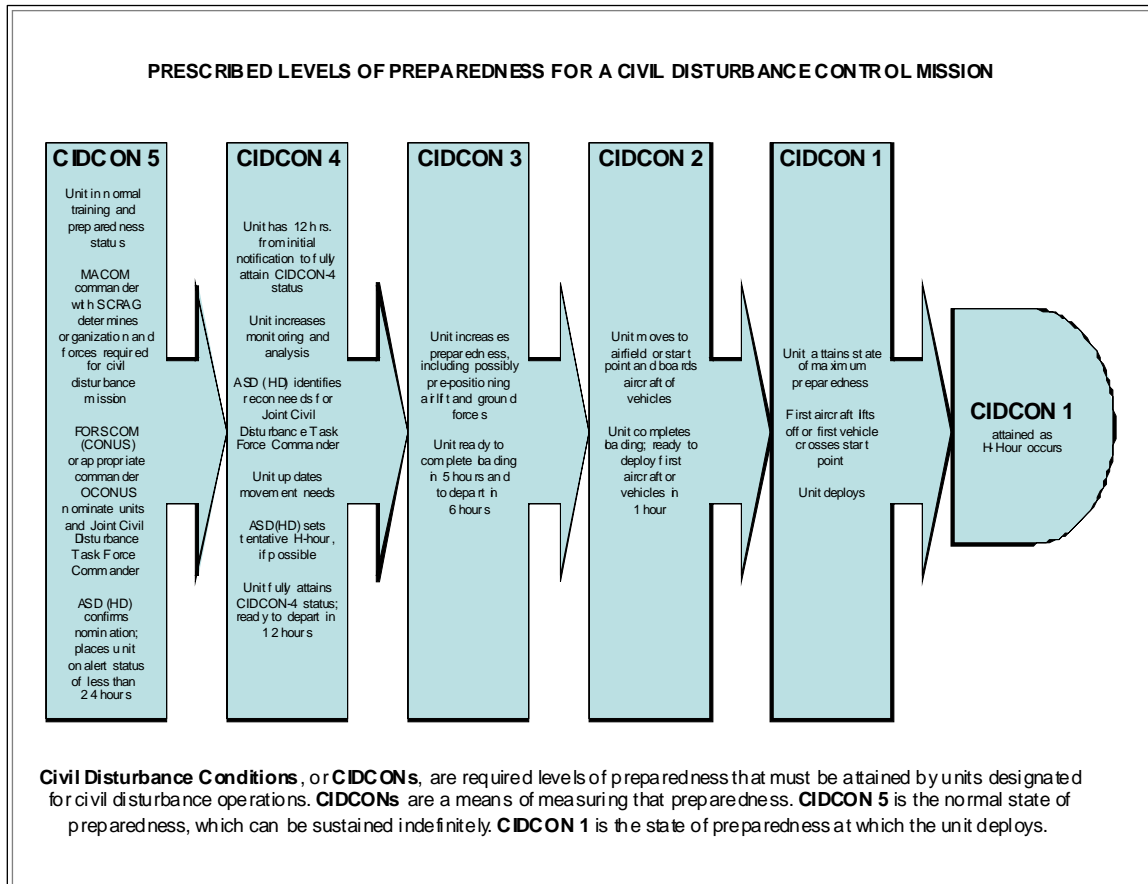 PRESCRIBED LEVELS OF PREPAREDNESS FOR A CIVIL DISTURBANCE CONTROL MISSION
CIDCON 5
Unit in normal
training and
preparedness
status
MACOM
commander
with SCRAG
determines
organization and
forces required
for civil
disturbance
mission
FORSCOM
(CONUS)
or appropriate
commander
OCONUS
nominate units
and Joint Civil
Disturbance
Task Force
Commander
ASD (HD)
confirms
nomination;
places unit
on alert status
of less than
24 hours
CIDCON 4
Unit has 12 hrs.
from initial
notification to fully
attain CIDCON-4
status
Unit increases
monitoring and
analysis
ASD (HD) identifies
recon needs for
Joint Civil
Disturbance Task
Force Commander
Unit updates
movement needs
ASD(HD) sets
tentative H-hour,
if possible
Unit fully attains
CIDCON-4 status;
ready to depart in
12 hours
CIDCON 3
Unit increases
preparedness,
including possibly
pre-positioning
airlift and ground
forces
Unit ready to
complete loading
in 5 hours and
to depart in
6 hours
CIDCON 2
Unit moves to
airfield or start
point and boards
aircraft of
vehicles
Unit completes
loading; ready to
deploy first
aircraft or
vehicles in
1 hour
CIDCON 1
Unit attains state
of maximum
preparedness
First aircraft lifts
off or first vehicle
crosses start
point
Unit deploys
CIDCON 1
attained as
H-Hour occurs
Civil Disturbance Conditions, or CIDCONs, are required levels of preparedness that must be attained by units designated
for civil disturbance operations. CIDCONs are a means of measuring that preparedness. CIDCON 5 is the normal state of
preparedness, which can be sustained indefinitely. CIDCON 1 is the state of preparedness at which the unit deploys.